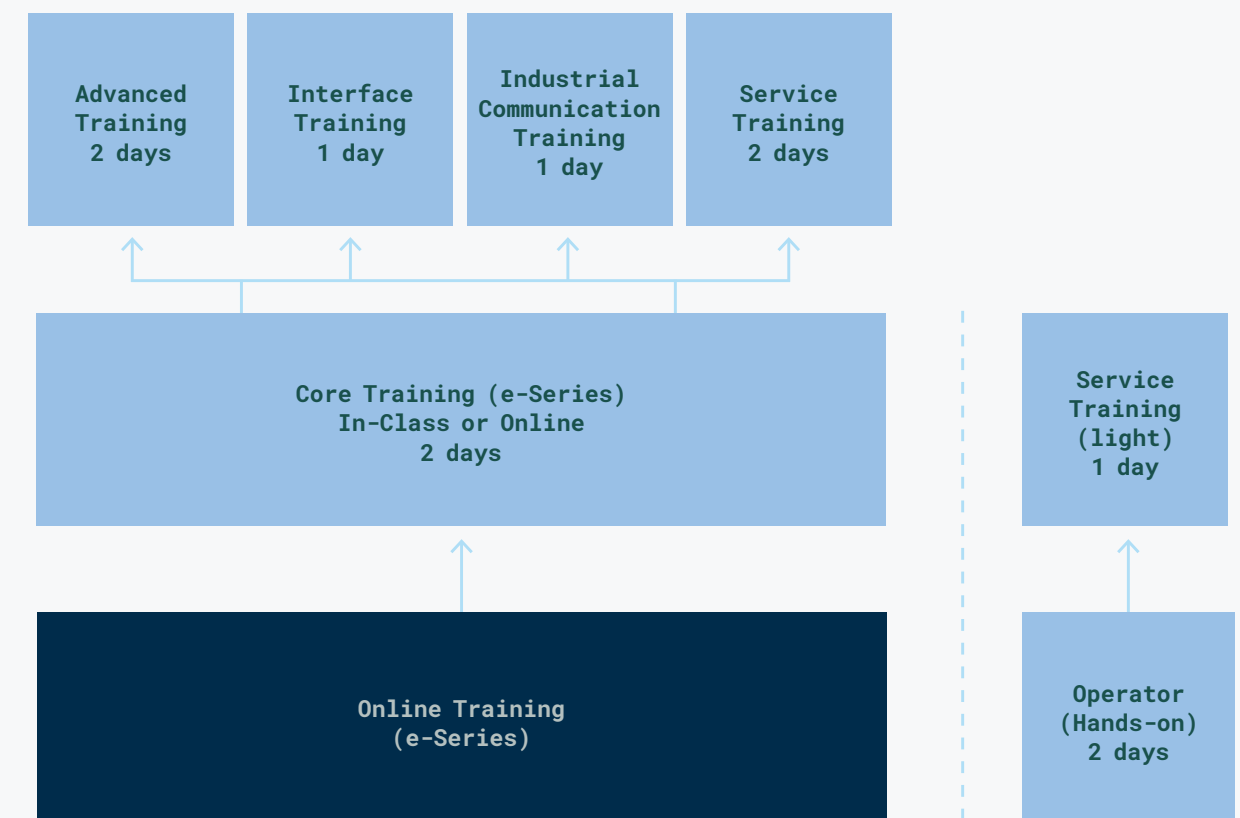 Advanced
Training
2 days
Interface
Training
1 day
Industrial
Communication
Training
1 day
Service
Training
2 days
Core Training (e-Series)
In-Class or Online
2 days
Service
Training
(light)
1 day
Online Training
(e-Series)
Operator
(Hands-on)
2 days